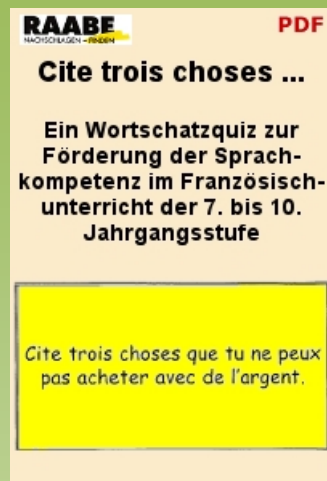 RAABE
NACHSCHLAGEN – FINDEN
PDF
Cite trois choses ...
Ein Wortschatzquiz zur
Förderung der Sprach-
kompetenz im Französisch-
unterricht der 7. bis 10.
Jahrgangsstufe
Cite trois choses que tu ne peux
pas acheter avec de l'argent.